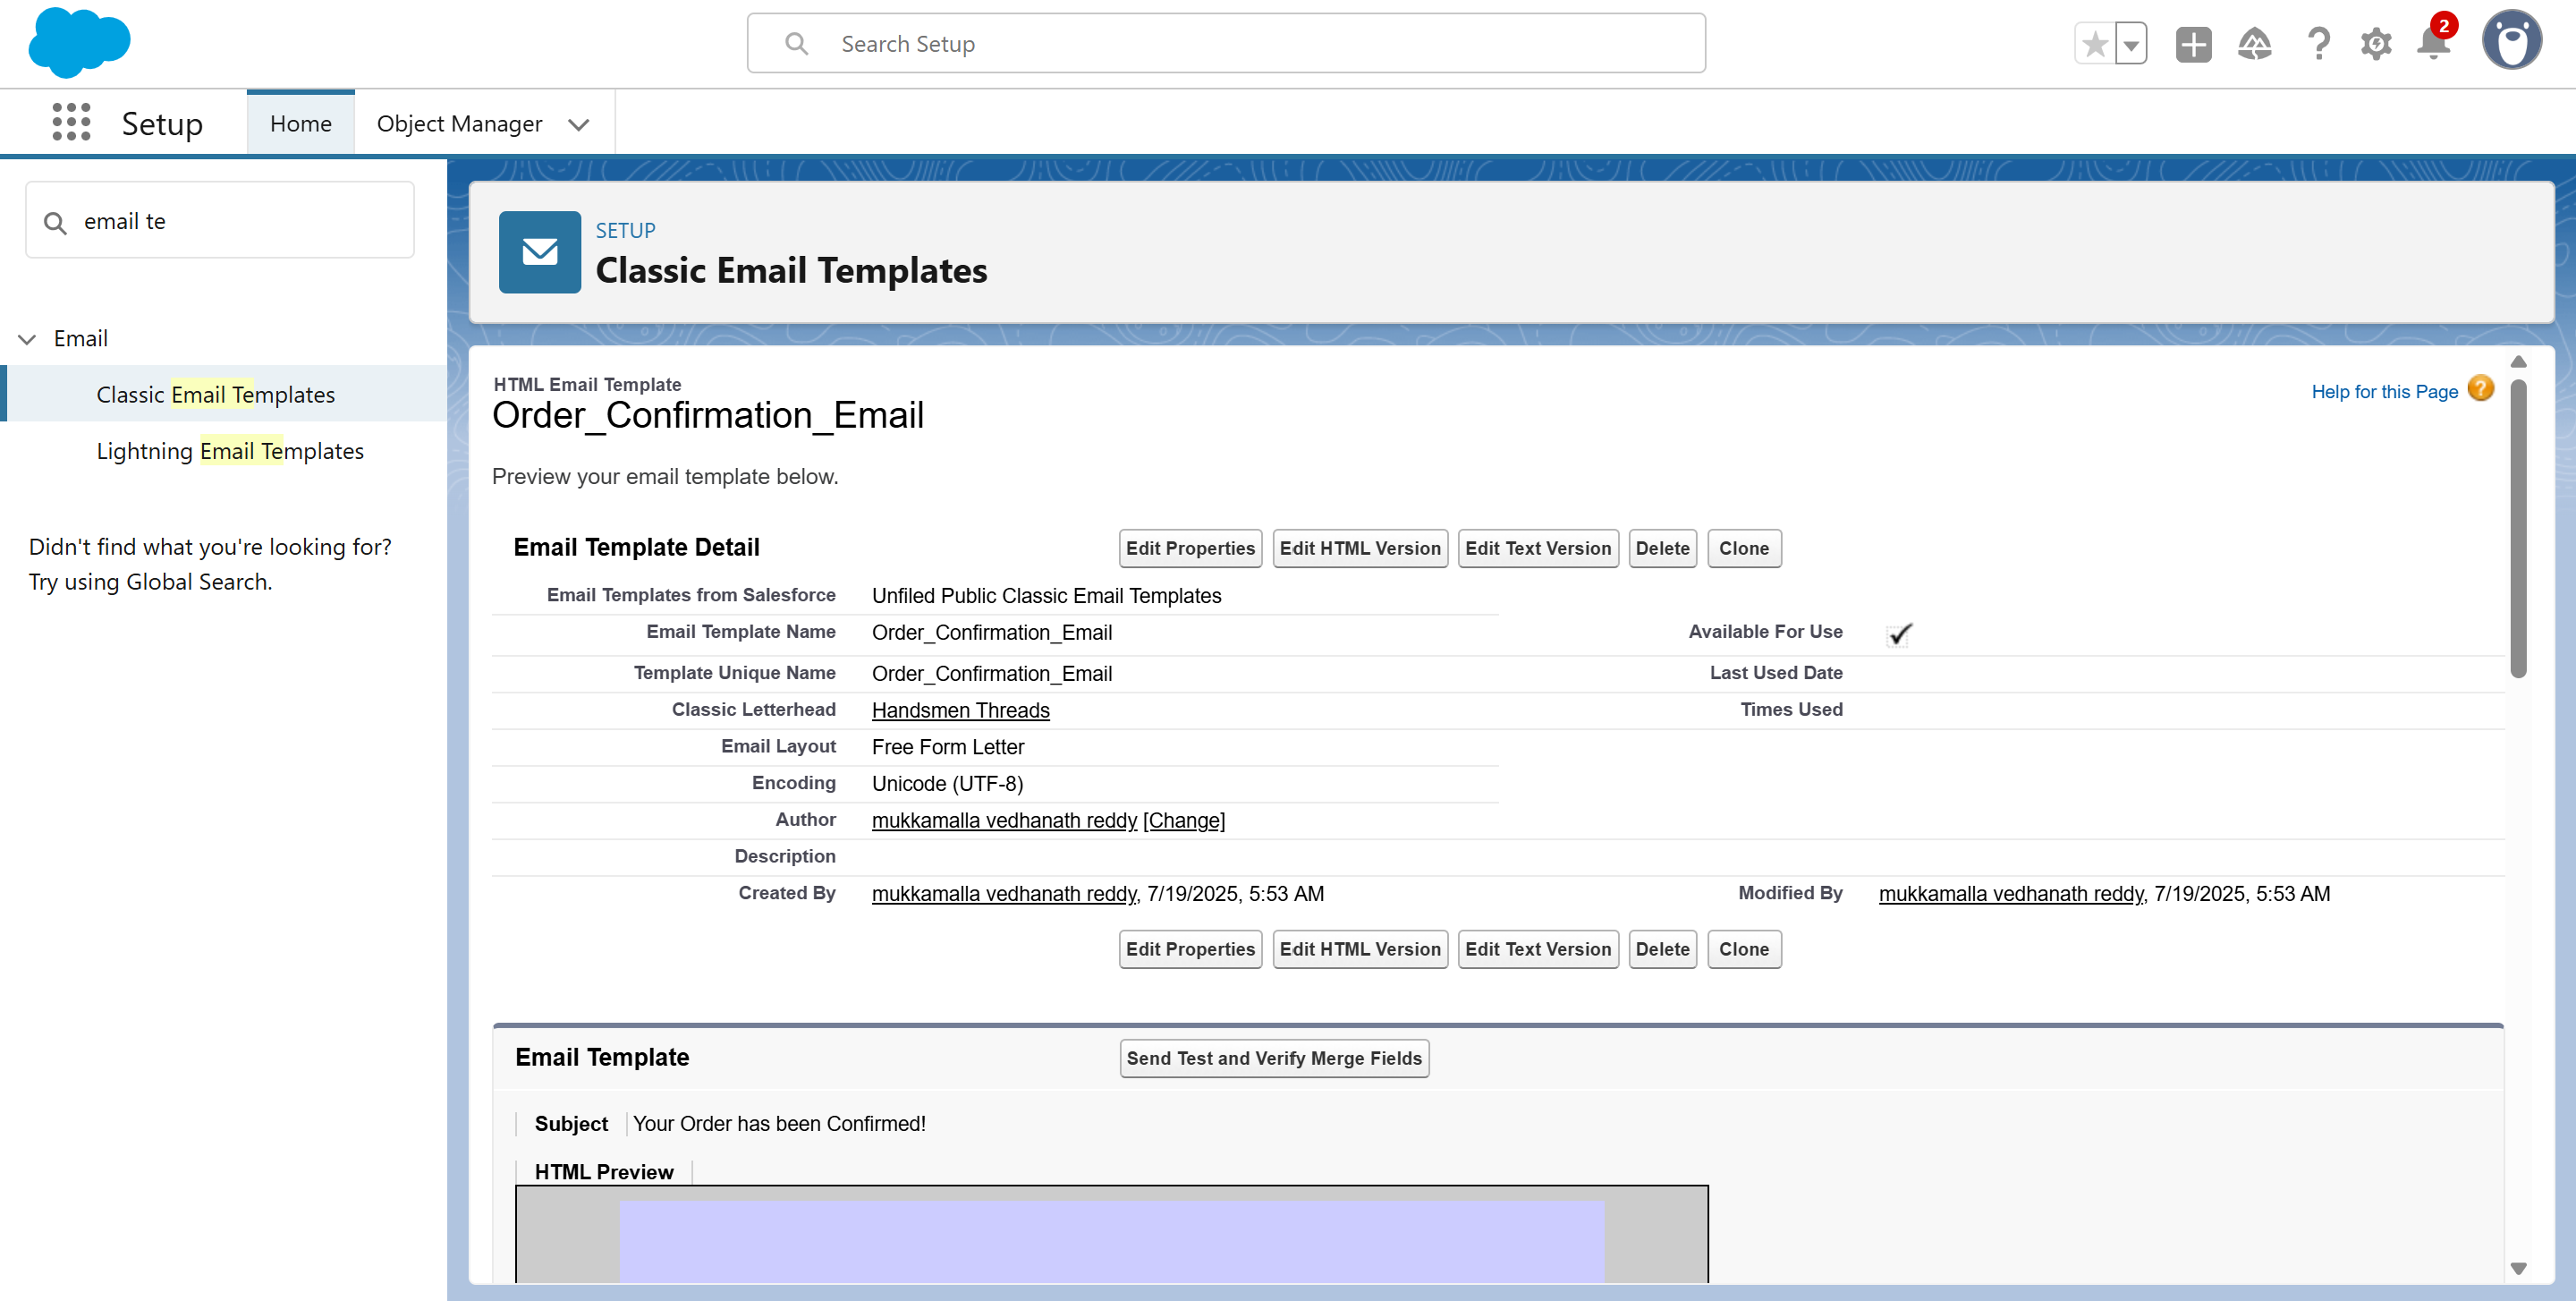 Search Setup
2
Setup
Home
Object Manager
email te
Email
Classic Email Templates
Lightning Email Templates
Didn't find what you're looking for?
Try using Global Search.
SETUP
Classic Email Templates
HTML Email Template
Order_Confirmation_Email
Help for this Page ?
Preview your email template below.
Email Template Detail
Edit Properties Edit HTML Version Edit Text Version Delete Clone
Email Templates from Salesforce Unfiled Public Classic Email Templates
Email Template Name Order_Confirmation_Email Available For Use
Template Unique Name Order_Confirmation_Email Last Used Date
Classic Letterhead Handsmen Threads Times Used
Email Layout Free Form Letter
Encoding Unicode (UTF-8)
Author mukkamalla vedhanath reddy [Change]
Description
Created By mukkamalla vedhanath reddy, 7/19/2025, 5:53 AM Modified By mukkamalla vedhanath reddy, 7/19/2025, 5:53 AM
Edit Properties Edit HTML Version Edit Text Version Delete Clone
Email Template Send Test and Verify Merge Fields
Subject Your Order has been Confirmed!
HTML Preview